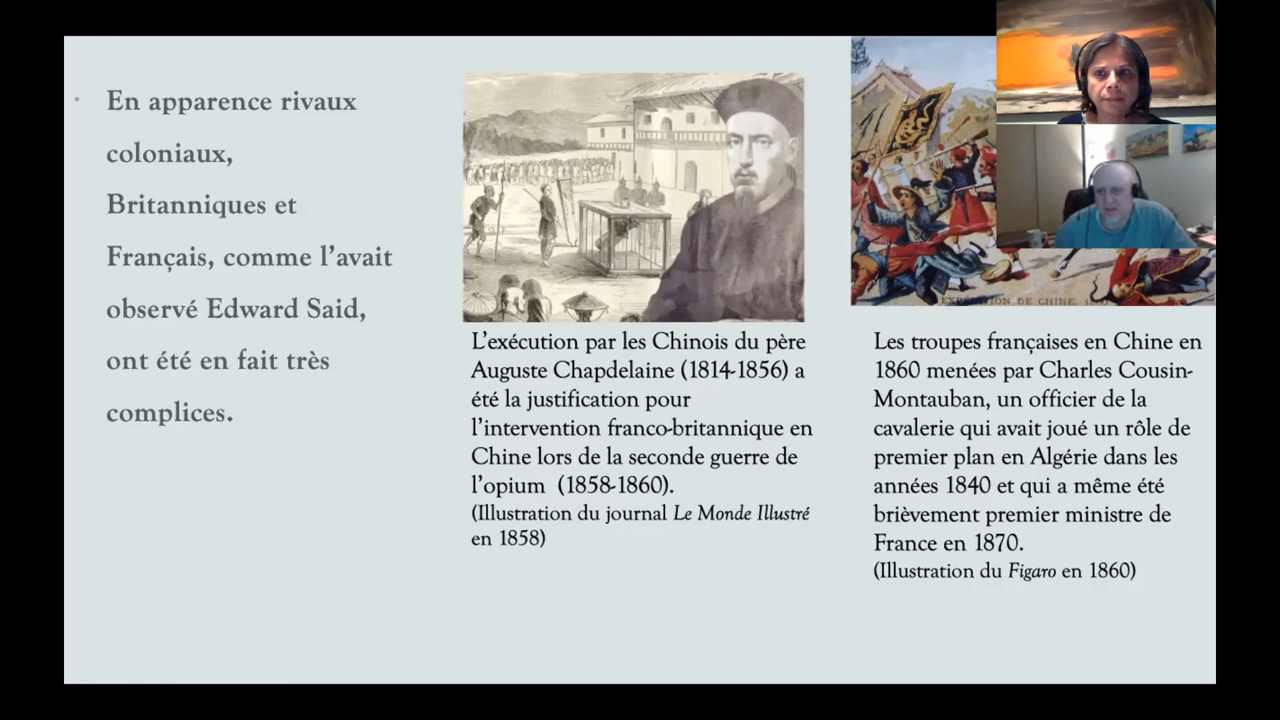 En apparence rivaux
coloniaux,
Britanniques et
Français, comme l'avait
observé Edward Said,
ont été en fait très
complices.
L'exécution par les Chinois du père
Auguste Chapdelaine (1814-1856) a
été la justification pour
l'intervention franco-britannique en
Chine lors de la seconde guerre de
l'opium (1858-1860).
(Illustration du journal Le Monde Illustré
en 1858)
EXPÉDITION DE CHINE,
Les troupes françaises en Chine en
1860 menées par Charles Cousin-
Montauban, un officier de la
cavalerie qui avait joué un rôle de
premier plan en Algérie dans les
années 1840 et qui a même été
brièvement premier ministre de
France en 1870.
(Illustration du Figaro en 1860)